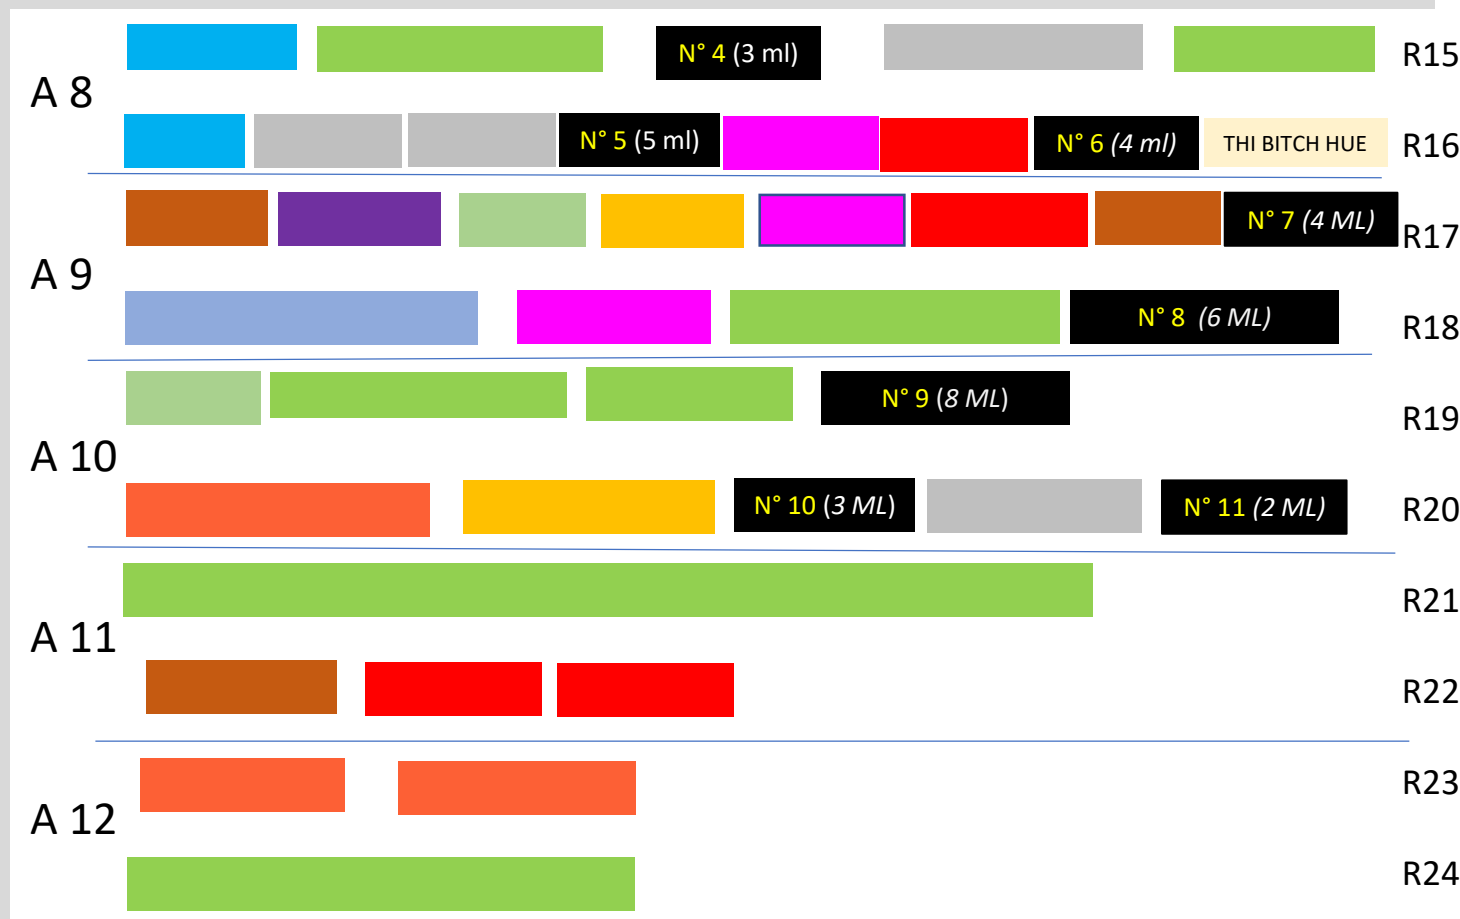 A 8
N° 4 (3 ml)
R15
N° 5 (5 ml)
N° 6 (4 ml)
THI BITCH HUE
R16
A 9
N° 7 (4 ML)
R17
N° 8 (6 ML)
R18
A 10
N° 9 (8 ML)
R19
N° 10 (3 ML)
N° 11 (2 ML)
R20
A 11
R21
R22
A 12
R23
R24